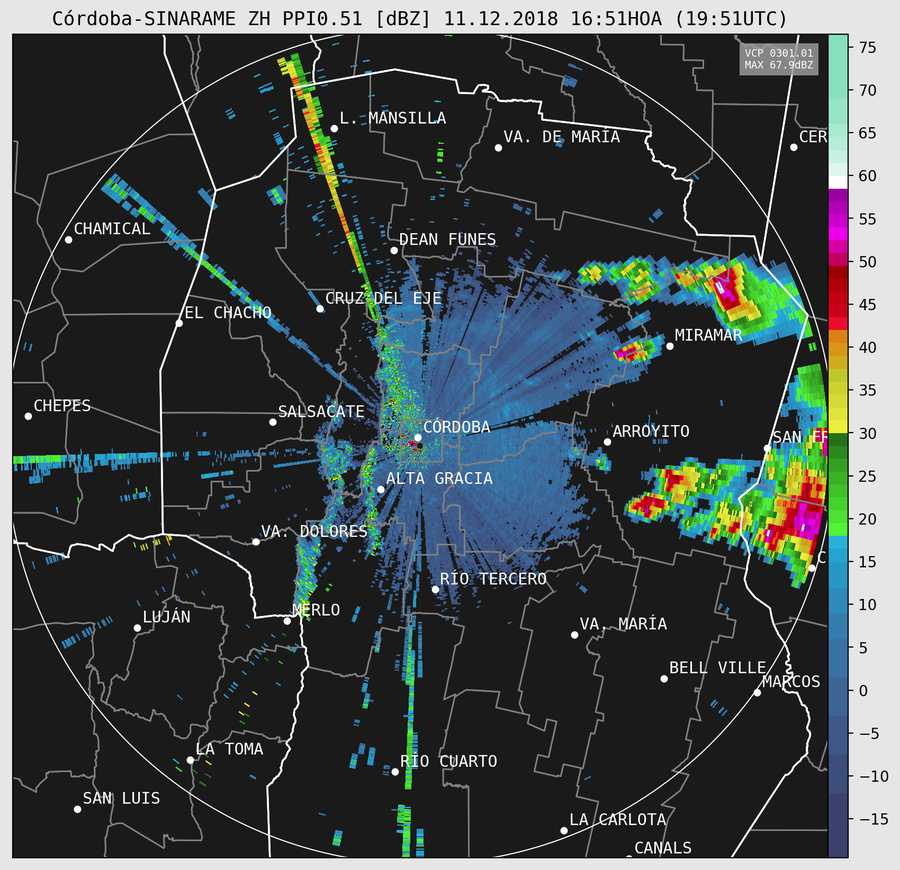 Córdoba-SINARAME ZH PPI0.51 [dBZ] 11.12.2018 16:51HOA (19:51UTC)
VCP 0301.01
MAX 67.9dBZ
L. MANSILLA
VA. DE MARIA
CER
CHAMICAL
DEAN FUNES
CRUZ DEL EJE
EL CHACHO
MIRAMAR
CHEPES
SALSACATE
CÓRDOBA
ARROYITO
SAN FR
ALTA GRACIA
VA. DOLORES
C
RÍO TERCERO
MERLO
LUJÁN
VA. MARÍA
BELL VILLE
MARCOS
LA TOMA
RÍO CUARTO
SAN LUIS
LA CARLOTA
CANALS
75
70
65
60
55
50
45
40
35
30
25
20
15
10
5
0
−5
−10
−15